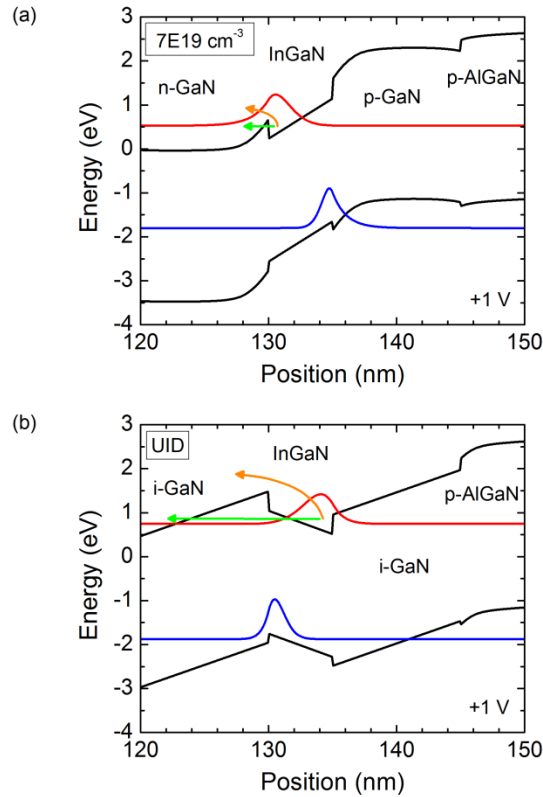 (a)
7E19 cm⁻³
InGaN
n-GaN
p-GaN
p-AlGaN
3
2
1
0
-1
-2
-3
-4
Energy (eV)
+1 V
120 130 140 150
Position (nm)
(b)
UID
InGaN
i-GaN
p-AlGaN
i-GaN
3
2
1
0
-1
-2
-3
-4
Energy (eV)
+1 V
120 130 140 150
Position (nm)